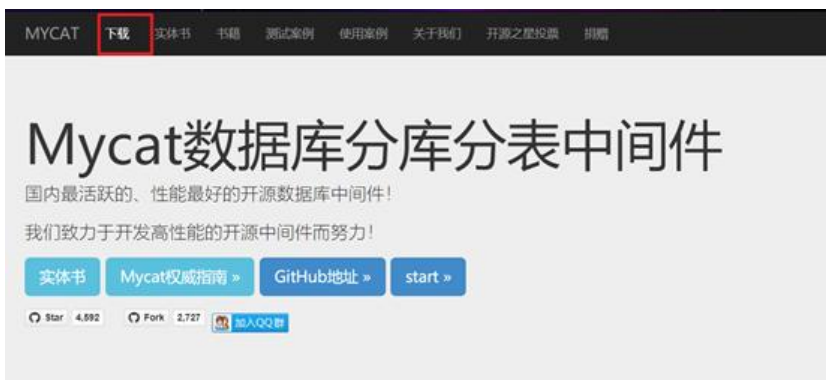 MYCAT 下载 实体书 书籍 测试案例 使用案例 关于我们 开源之星投票 捐赠
Mycat数据库分库分表中间件
国内最活跃的、性能最好的开源数据库中间件！
我们致力于开发高性能的开源中间件而努力！
实体书 Mycat权威指南 » GitHub地址 » start »
Star 4,592 Fork 2,727 加入QQ群